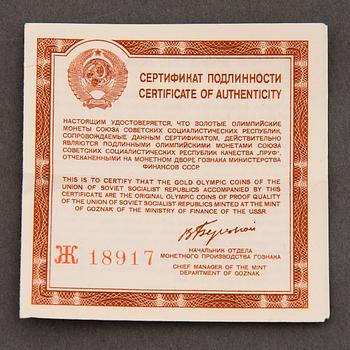 СЕРТИФИКАТ ПОДЛИННОСТИ
CERTIFICATE OF AUTHENTICITY
НАСТОЯЩИМ УДОСТОВЕРЯЕТСЯ, ЧТО ЗОЛОТЫЕ ОЛИМПИЙСКИЕ
МОНЕТЫ СОЮЗА СОВЕТСКИХ СОЦИАЛИСТИЧЕСКИХ РЕСПУБЛИК,
СОПРОВОЖДАЕМЫЕ ДАННЫМ СЕРТИФИКАТОМ, ДЕЙСТВИТЕЛЬНО
ЯВЛЯЮТСЯ ПОДЛИННЫМИ ОЛИМПИЙСКИМИ МОНЕТАМИ СОЮЗА
СОВЕТСКИХ СОЦИАЛИСТИЧЕСКИХ РЕСПУБЛИК КАЧЕСТВА „ПРУФ",
ОТЧЕКАНЕННЫМИ НА МОНЕТНОМ ДВОРЕ ГОЗНАКА МИНИСТЕРСТВА
ФИНАНСОВ СССР
THIS IS TO CERTIFY THAT THE GOLD OLYMPIC COINS OF THE
UNION OF SOVIET SOCIALIST REPUBLICS ACCOMPANIED BY THIS
CERTIFICATE ARE THE ORIGINAL OLYMPIC COINS OF PROOF QUALITY
OF THE UNION OF SOVIET SOCIALIST REPUBLICS MINTED AT THE MINT
OF GOZNAK OF THE MINISTRY OF FINANCE OF THE USSR
Ж 18917
НАЧАЛЬНИК ОТДЕЛА
МОНЕТНОГО ПРОИЗВОДСТВА ГОЗНАКА
CHIEF MANAGER OF THE MINT
DEPARTMENT OF GOZNAK